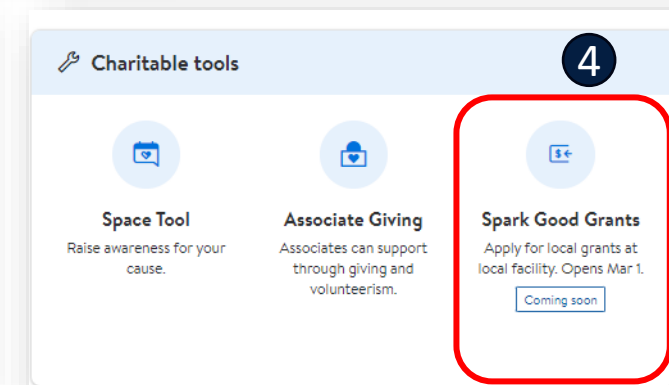 Charitable tools
4
Space Tool
Raise awareness for your
cause.
Associate Giving
Associates can support
through giving and
volunteerism.
Spark Good Grants
Apply for local grants at
local facility. Opens Mar 1.
Coming soon